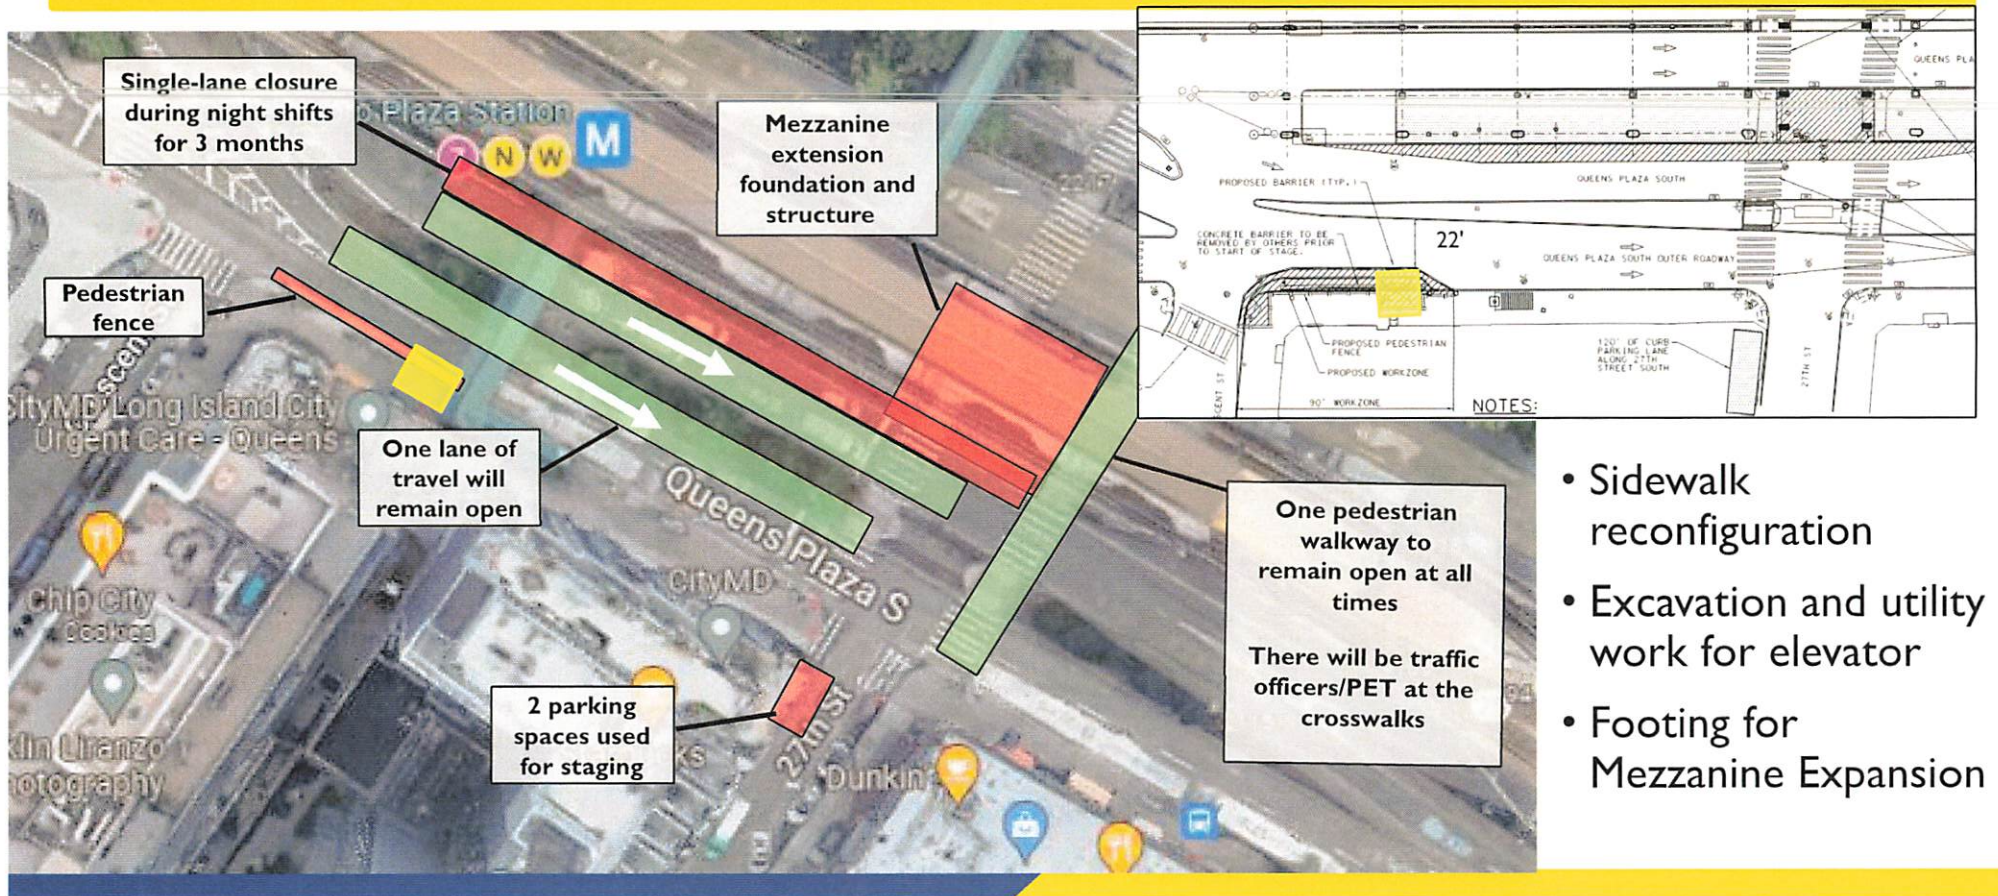 Single-lane closure
during night shifts
for 3 months
Plaza Station
7 N W M
Mezzanine
extension
foundation and
structure
Pedestrian
fence
CityMD Long Island City
Urgent Care - Queens
One lane of
travel will
remain open
Queens Plaza S
CityMD
Chip City
Cookies
2 parking
spaces used
for staging
27th St
Dunkin
One pedestrian
walkway to
remain open at all
times
There will be traffic
officers/PET at the
crosswalks
QUEENS PLA
PROPOSED BARRIER (TYP.)
QUEENS PLAZA SOUTH
CONCRETE BARRIER TO BE
REMOVED BY OTHERS PRIOR
TO START OF STAGE.
22'
QUEENS PLAZA SOUTH OUTER ROADWAY
PROPOSED PEDESTRIAN
FENCE
PROPOSED WORKZONE
90' WORKZONE
120' OF CURB
PARKING LANE
ALONG 27TH
STREET SOUTH
27TH ST
CENT ST
NOTES:
• Sidewalk
reconfiguration
• Excavation and utility
work for elevator
• Footing for
Mezzanine Expansion